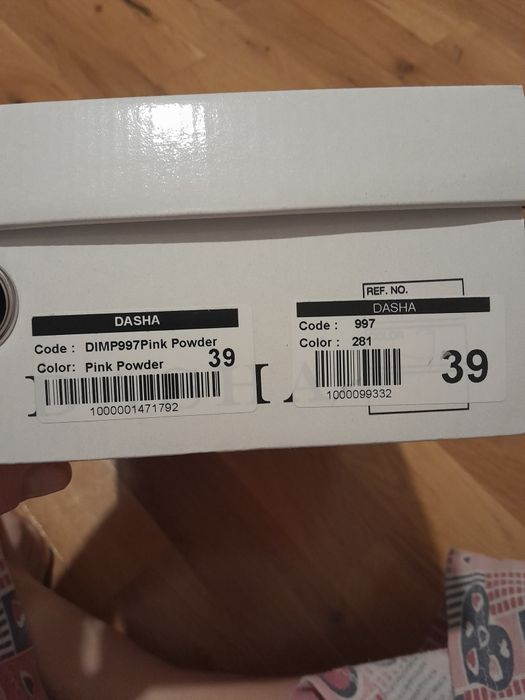 DASHA
Code : DIMP997Pink Powder
Color: Pink Powder 39
1000001471792
REF. NO.
DASHA
Code : 997
Color : 281
39
1000099332